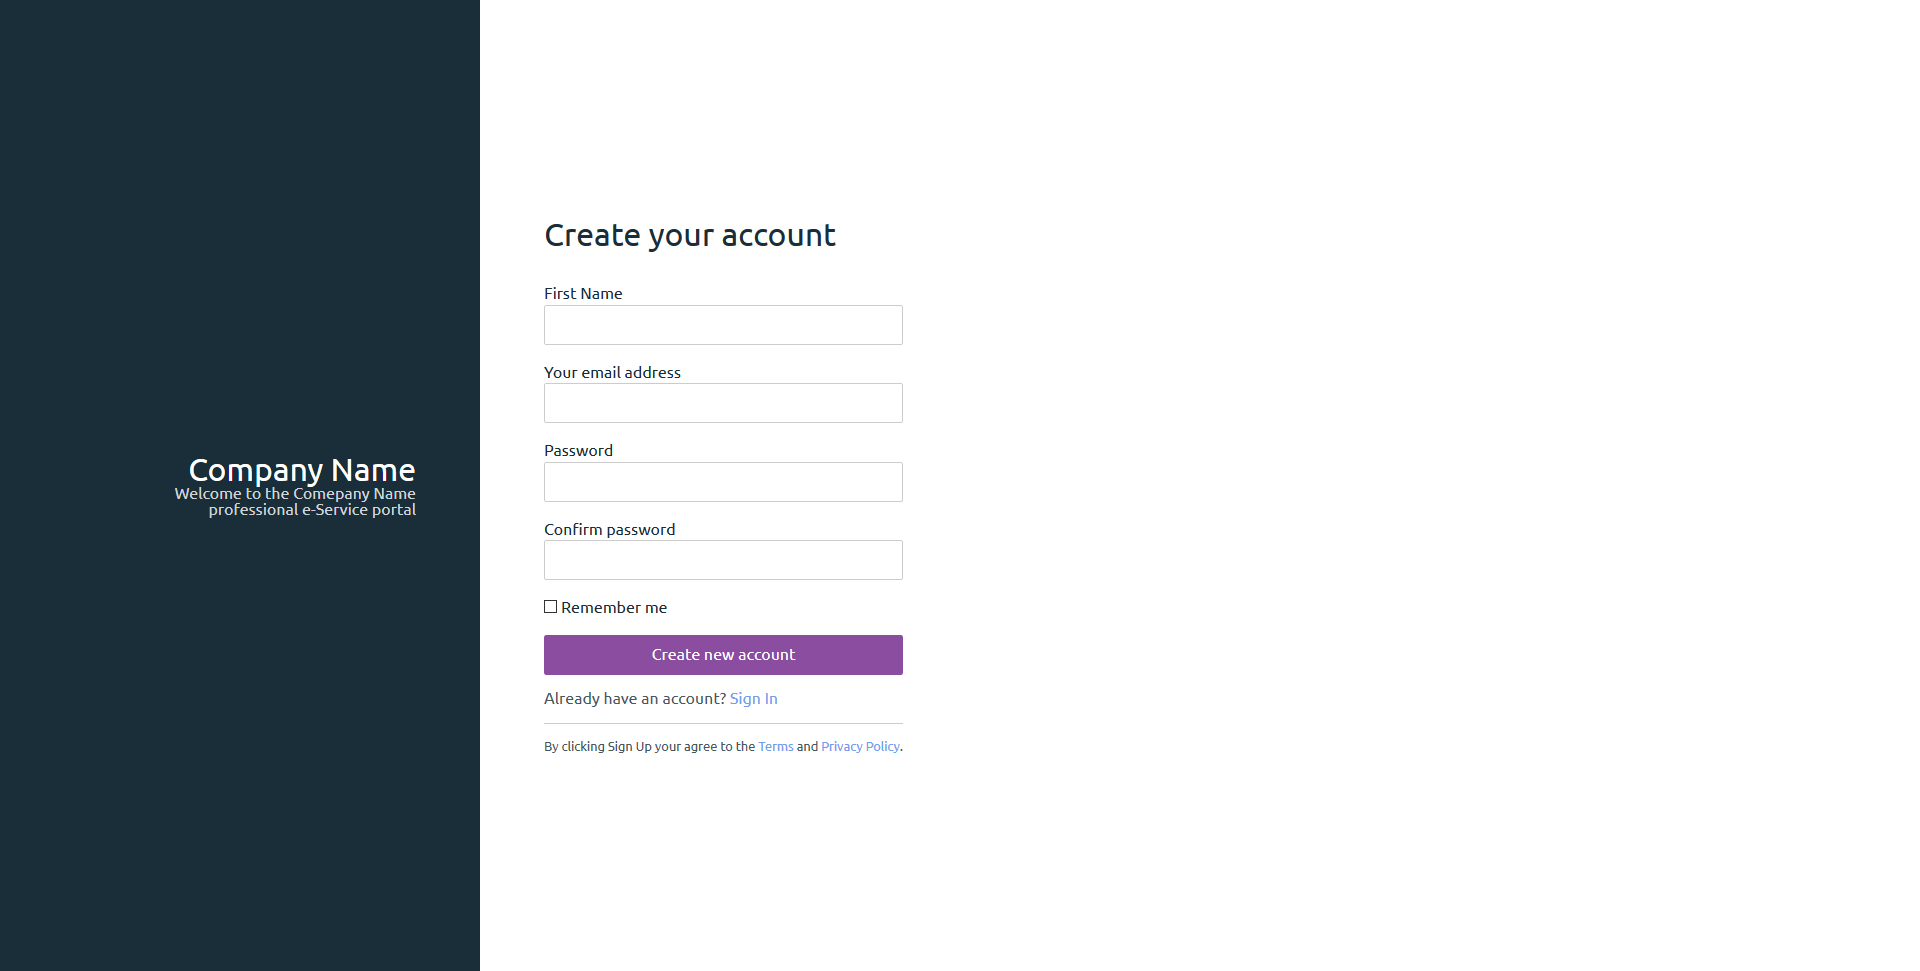 Company Name
Welcome to the Comepany Name
professional e-Service portal
Create your account
First Name
Your email address
Password
Confirm password
Remember me
Create new account
Already have an account? Sign In
By clicking Sign Up your agree to the Terms and Privacy Policy.